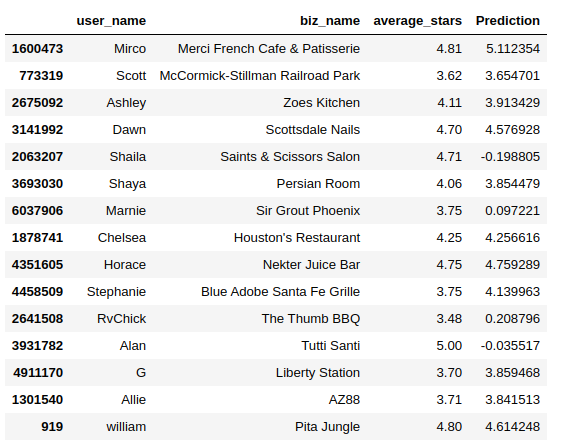 user_name biz_name average_stars Prediction
1600473 Mirco Merci French Cafe & Patisserie 4.81 5.112354
773319 Scott McCormick-Stillman Railroad Park 3.62 3.654701
2675092 Ashley Zoes Kitchen 4.11 3.913429
3141992 Dawn Scottsdale Nails 4.70 4.576928
2063207 Shaila Saints & Scissors Salon 4.71 -0.198805
3693030 Shaya Persian Room 4.06 3.854479
6037906 Marnie Sir Grout Phoenix 3.75 0.097221
1878741 Chelsea Houston's Restaurant 4.25 4.256616
4351605 Horace Nekter Juice Bar 4.75 4.759289
4458509 Stephanie Blue Adobe Santa Fe Grille 3.75 4.139963
2641508 RvChick The Thumb BBQ 3.48 0.208796
3931782 Alan Tutti Santi 5.00 -0.035517
4911170 G Liberty Station 3.70 3.859468
1301540 Allie AZ88 3.71 3.841513
919 william Pita Jungle 4.80 4.614248